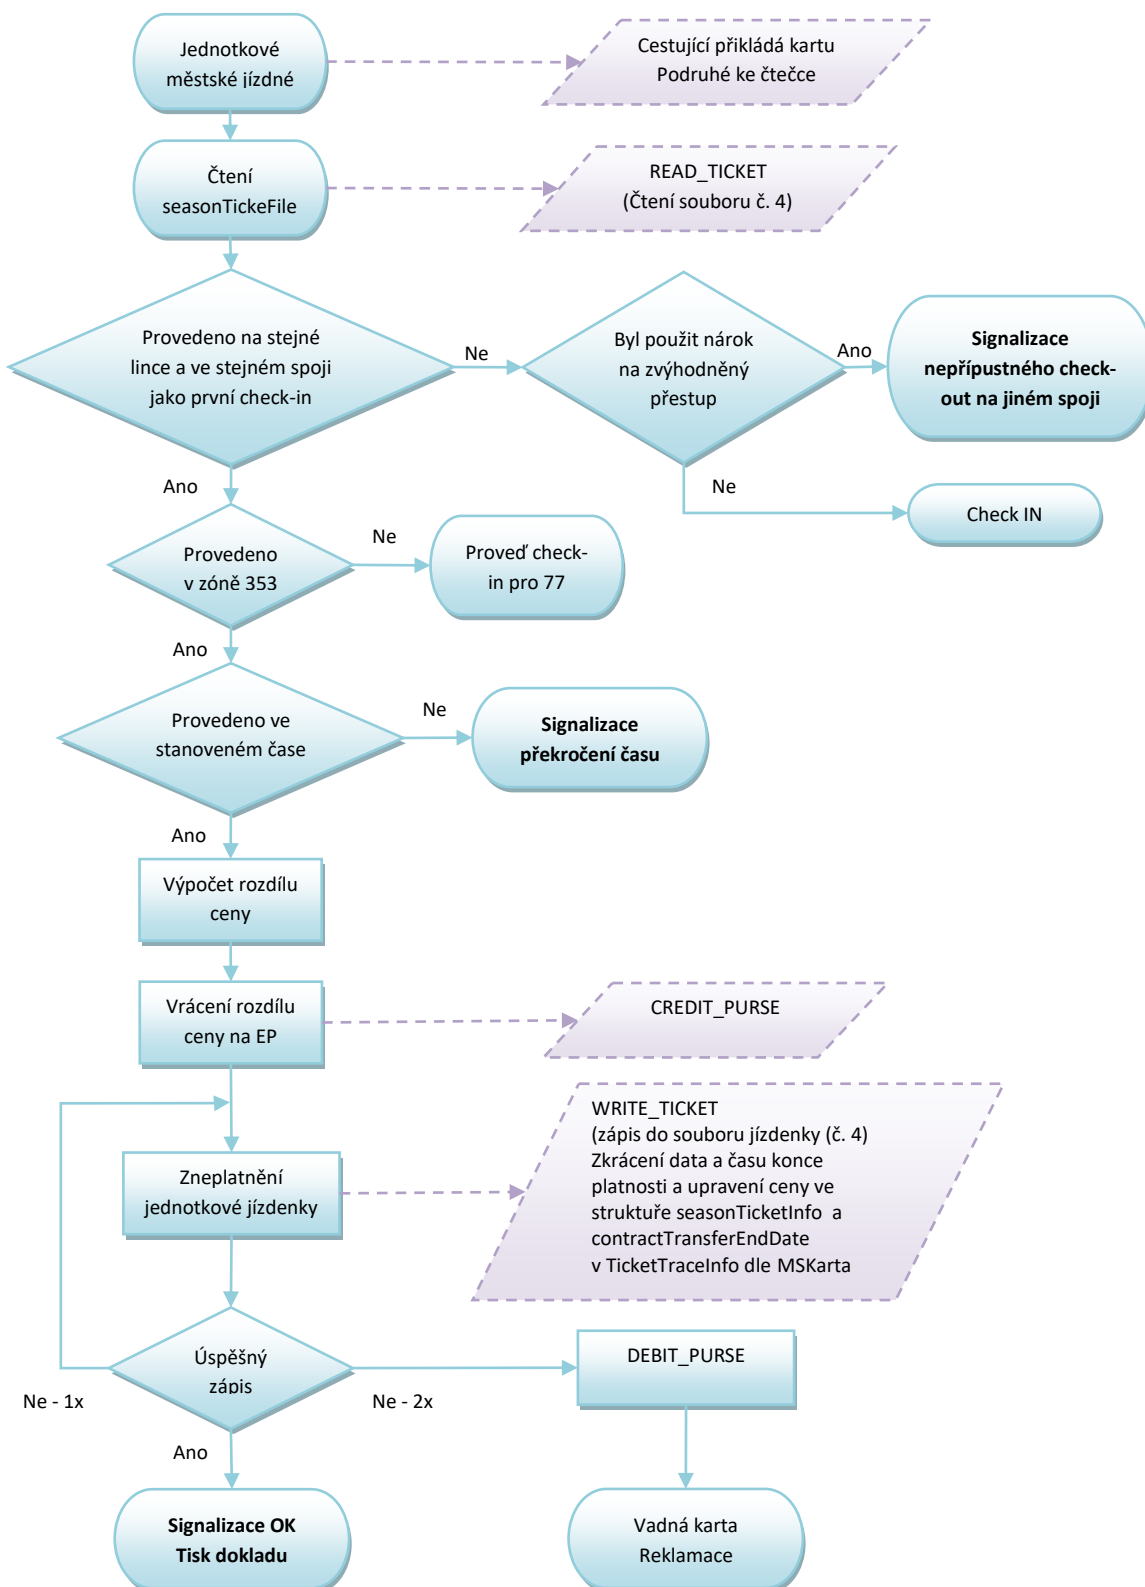 Jednotkové
městské jízdné
Cestující přikládá kartu
Podruhé ke čtečce
Čtení
seasonTickeFile
READ_TICKET
(Čtení souboru č. 4)
Provedeno na stejné
lince a ve stejném spoji
jako první check-in
Ne
Byl použit nárok
na zvýhodněný
přestup
Ano
Signalizace
nepřípustného check-
out na jiném spoji
Ano
Ne
Check IN
Provedeno
v zóně 353
Ne
Proveď check-
in pro 77
Ano
Provedeno ve
stanoveném čase
Ne
Signalizace
překročení času
Ano
Výpočet rozdílu
ceny
Vrácení rozdílu
ceny na EP
CREDIT_PURSE
WRITE_TICKET
(zápis do souboru jízdenky (č. 4)
Zkrácení data a času konce
platnosti a upravení ceny ve
struktuře seasonTicketInfo a
contractTransferEndDate
v TicketTraceInfo dle MSKarta
Zneplatnění
jednotkové jízdenky
Úspěšný
zápis
Ne - 1x
Ne - 2x
DEBIT_PURSE
Ano
Signalizace OK
Tisk dokladu
Vadná karta
Reklamace